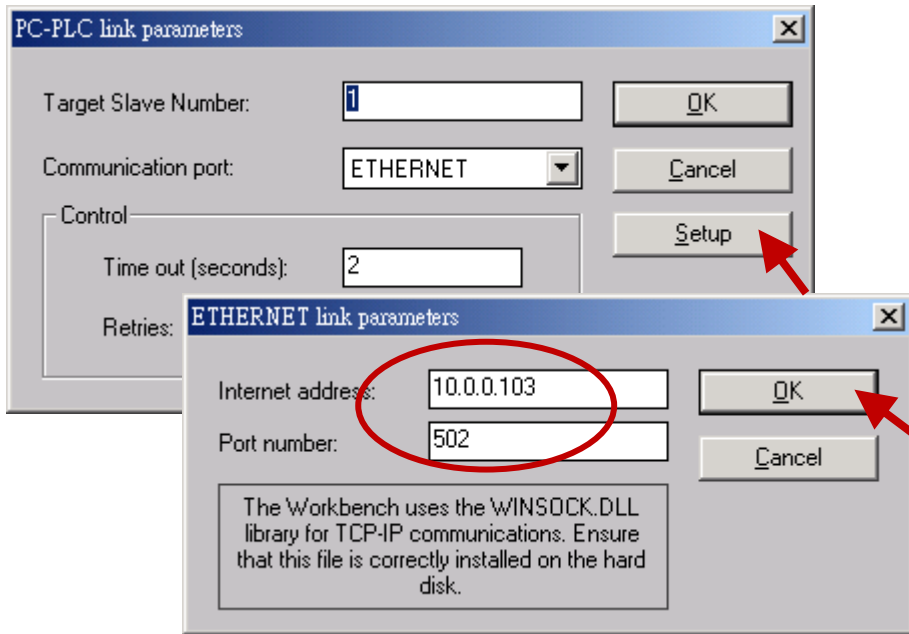 PC-PLC link parameters
Target Slave Number: 1 OK
Communication port: ETHERNET Cancel
Control Setup
Time out (seconds): 2
Retries:
ETHERNET link parameters
Internet address: 10.0.0.103 OK
Port number: 502 Cancel
The Workbench uses the WINSOCK.DLL
library for TCP-IP communications. Ensure
that this file is correctly installed on the hard
disk.